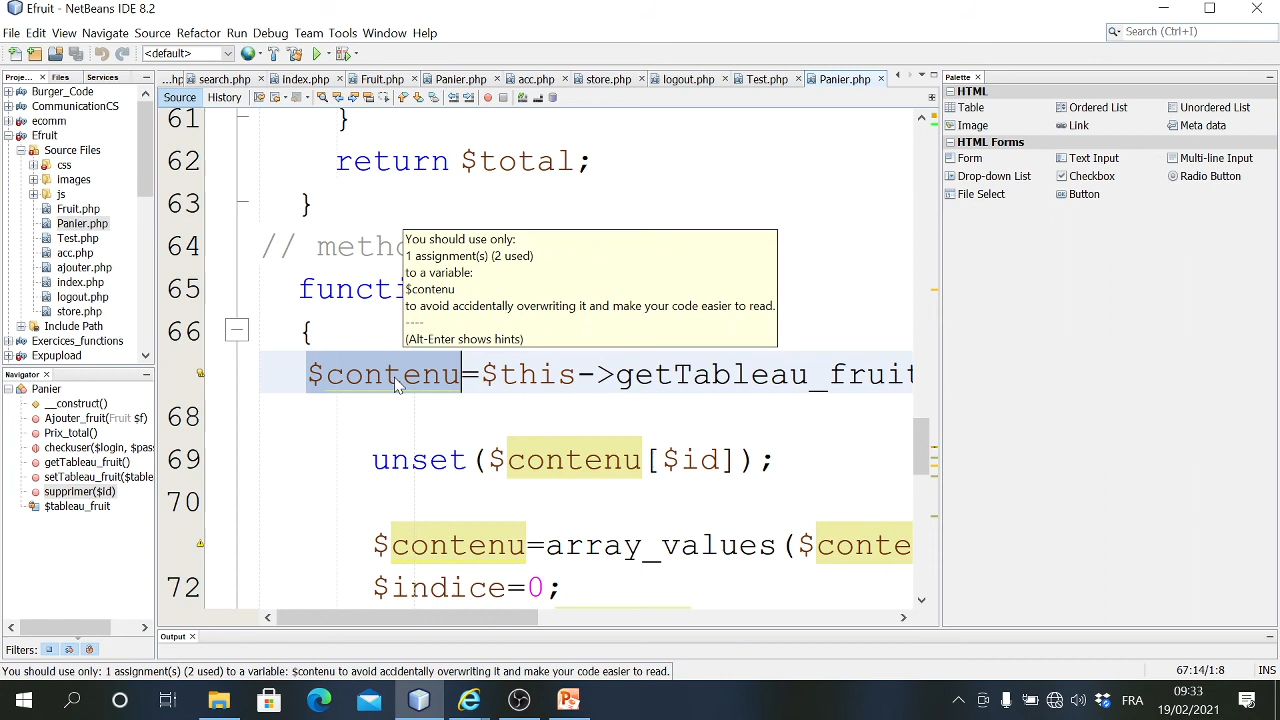 Efruit - NetBeans IDE 8.2
File Edit View Navigate Source Refactor Run Debug Team Tools Window Help
Search (Ctrl+I)
<default>
Proje... Files Services
...hp search.php index.php Fruit.php Panier.php acc.php store.php logout.php Test.php Panier.php
Palette
Source History
Burger_Code
CommunicationCS
ecomm
Efruit
Source Files
css
images
js
Fruit.php
Panier.php
Test.php
acc.php
ajouter.php
index.php
logout.php
store.php
Include Path
Exercices_functions
Expupload
Navigator
Panier
__construct()
Ajouter_fruit(Fruit $f)
Prix_total()
checkuser($login, $pas
getTableau_fruit()
setTableau_fruit($table
supprimer($id)
$tableau_fruit
Filters:
61 }
62 return $total;
63 }
64 // metho
65 functi
66 {
$contenu=$this->getTableau_fruit
68
69 unset($contenu[$id]);
70
$contenu=array_values($conte
72 $indice=0;
You should use only:
1 assignment(s) (2 used)
to a variable:
$contenu
to avoid accidentally overwriting it and make your code easier to read.
----
(Alt-Enter shows hints)
HTML
Table Ordered List Unordered List
Image Link Meta data
HTML Forms
Form Text Input Multi-line Input
Drop-down List Checkbox Radio Button
File Select Button
Output
You should use only: 1 assignment(s) (2 used) to a variable: $contenu to avoid accidentally overwriting it and make your code easier to read.
67:14/1:8 INS
FRA
09:33
19/02/2021